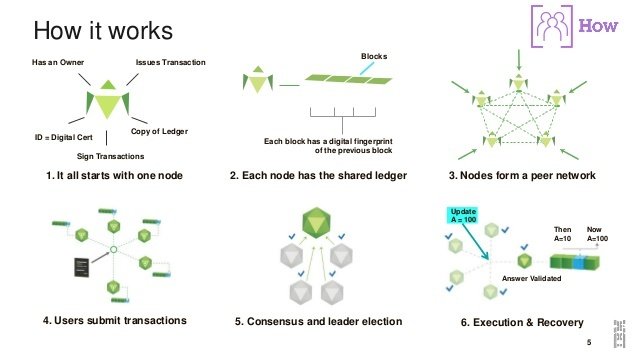 How it works
How
Has an Owner
Issues Transaction
ID = Digital Cert
Copy of Ledger
Sign Transactions
1. It all starts with one node
Blocks
Each block has a digital fingerprint
of the previous block
2. Each node has the shared ledger
3. Nodes form a peer network
4. Users submit transactions
5. Consensus and leader election
Update
A = 100
Then
A=10
Now
A=100
Answer Validated
6. Execution & Recovery
5